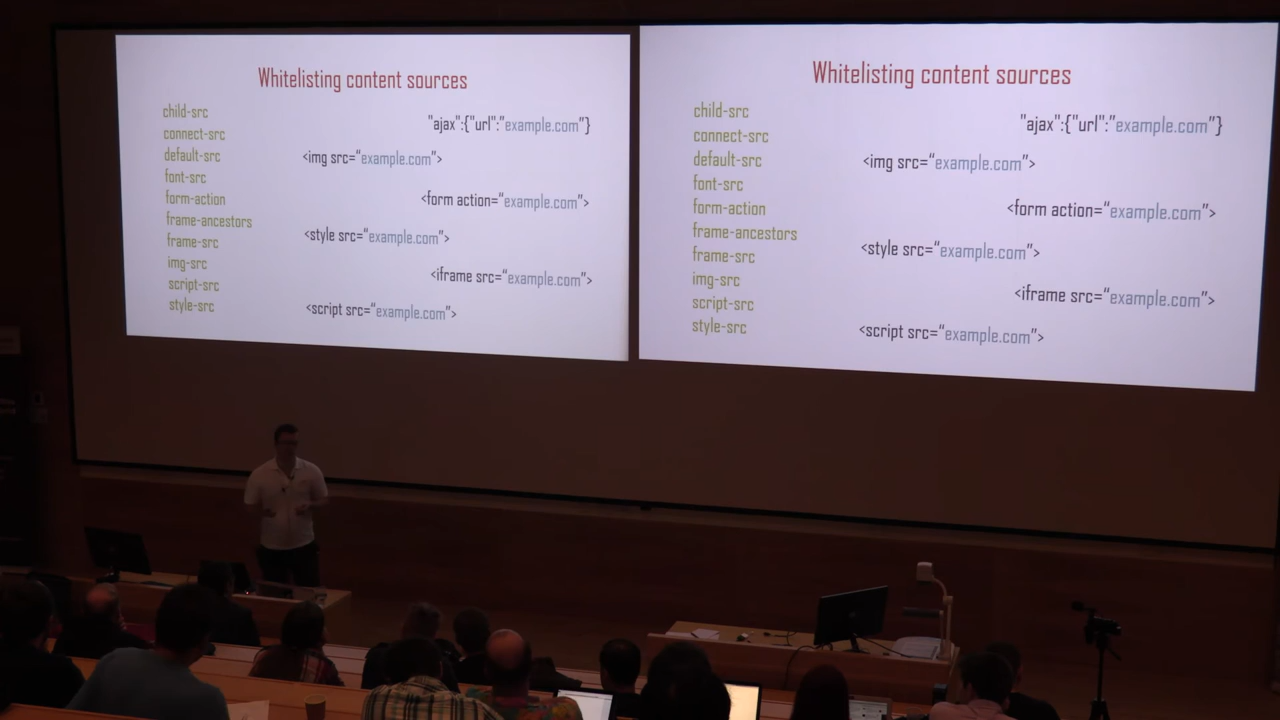 Whitelisting content sources
child-src
connect-src
default-src
font-src
form-action
frame-ancestors
frame-src
img-src
script-src
style-src
"ajax":{"url":"example.com"}
<img src=“example.com”>
<form action=“example.com”>
<style src=“example.com”>
<iframe src=“example.com”>
<script src=“example.com”>
Whitelisting content sources
child-src
connect-src
default-src
font-src
form-action
frame-ancestors
frame-src
img-src
script-src
style-src
"ajax":{"url":"example.com"}
<img src=“example.com”>
<form action=“example.com”>
<style src=“example.com”>
<iframe src=“example.com”>
<script src=“example.com”>